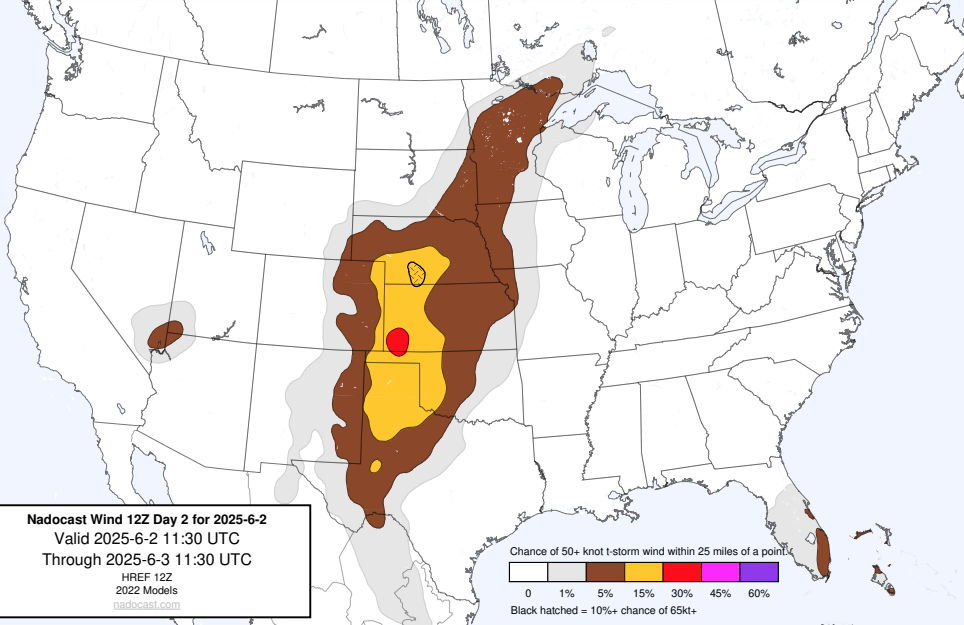 Nadocast Wind 12Z Day 2 for 2025-6-2
Valid 2025-6-2 11:30 UTC
Through 2025-6-3 11:30 UTC
HREF 12Z
2022 Models
nadocast.com
Chance of 50+ knot t-storm wind within 25 miles of a point.
0 1% 5% 15% 30% 45% 60%
Black hatched = 10%+ chance of 65kt+